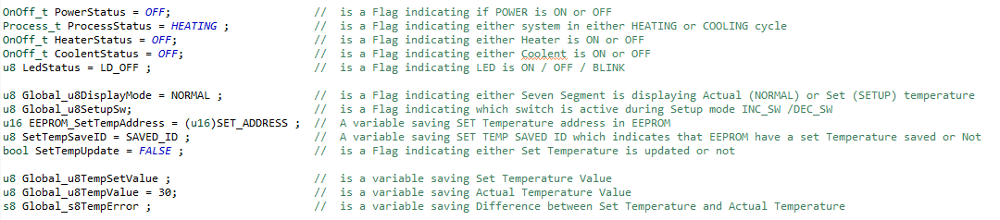 OnOff_t PowerStatus = OFF; // is a Flag indicating if POWER is ON or OFF
Process_t ProcessStatus = HEATING ; // is a Flag indicating either system in either HEATING or COOLING cycle
OnOff_t HeaterStatus = OFF; // is a Flag indicating either Heater is ON or OFF
OnOff_t CoolentStatus = OFF; // is a Flag indicating either Coolent is ON or OFF
u8 LedStatus = LD_OFF ; // is a Flag indicating LED is ON / OFF / BLINK
u8 Global_u8DisplayMode = NORMAL ; // is a Flag indicating either Seven Segment is displaying Actual (NORMAL) or Set (SETUP) temperature
u8 Global_u8SetupSw; // is a Flag indicating which switch is active during Setup mode INC_SW /DEC_SW
u16 EEPROM_SetTempAddress = (u16)SET_ADDRESS ; // A variable saving SET Temperature address in EEPROM
u8 SetTempSaveID = SAVED_ID ; // A variable saving SET TEMP SAVED ID which indicates that EEPROM have a set Temperature saved or Not
bool SetTempUpdate = FALSE ; // is a Flag indicating either Set Temperature is updated or not
u8 Global_u8TempSetValue ; // is a variable saving Set Temperature Value
u8 Global_u8TempValue = 30; // is a variable saving Actual Temperature Value
s8 Global_s8TempError ; // is a variable saving Difference between Set Temperature and Actual Temperature